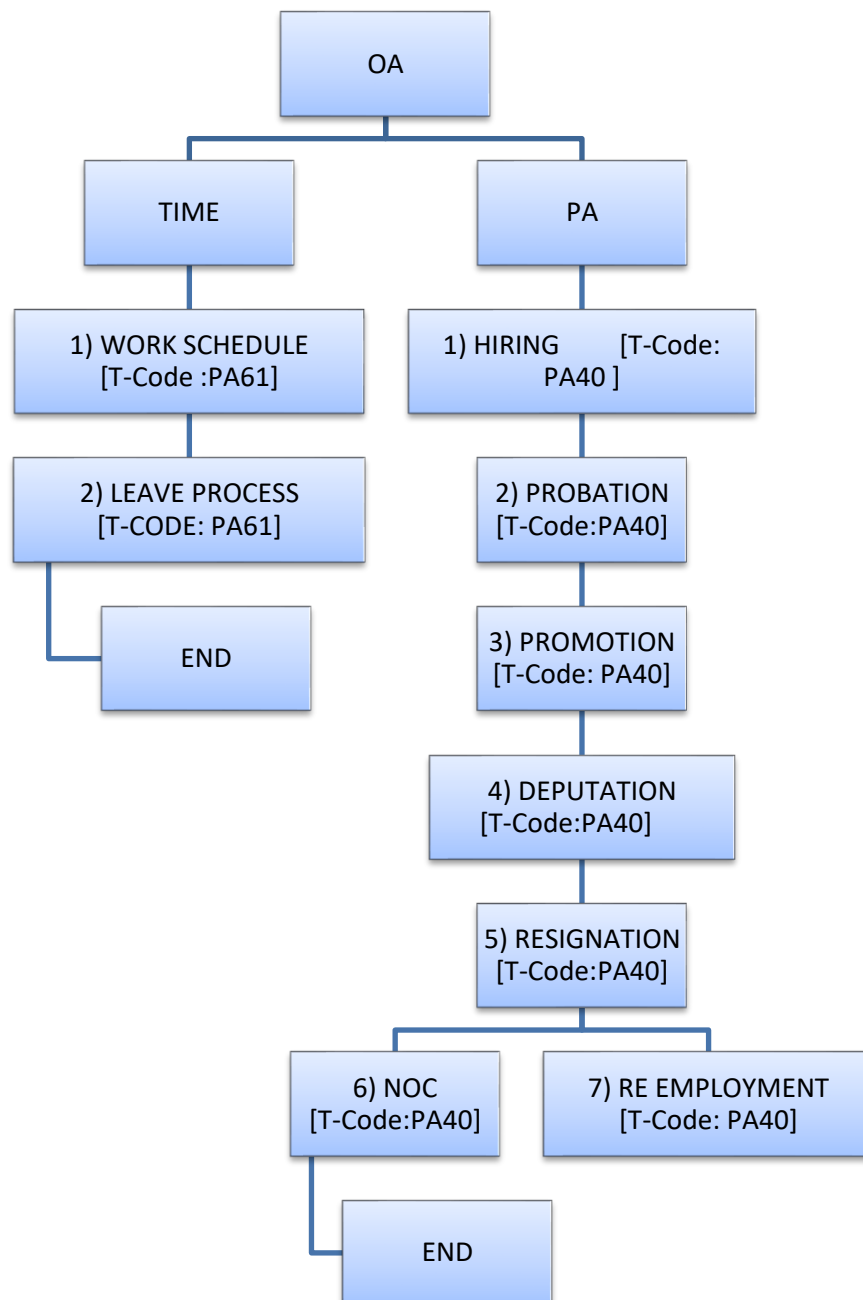 OA
TIME
PA
1) WORK SCHEDULE
[T-Code :PA61]
1) HIRING [T-Code:
PA40 ]
2) LEAVE PROCESS
[T-CODE: PA61]
2) PROBATION
[T-Code:PA40]
END
3) PROMOTION
[T-Code: PA40]
4) DEPUTATION
[T-Code:PA40]
5) RESIGNATION
[T-Code:PA40]
6) NOC
[T-Code:PA40]
7) RE EMPLOYMENT
[T-Code: PA40]
END